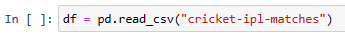 In [ ]: df = pd.read_csv("cricket-ipl-matches")